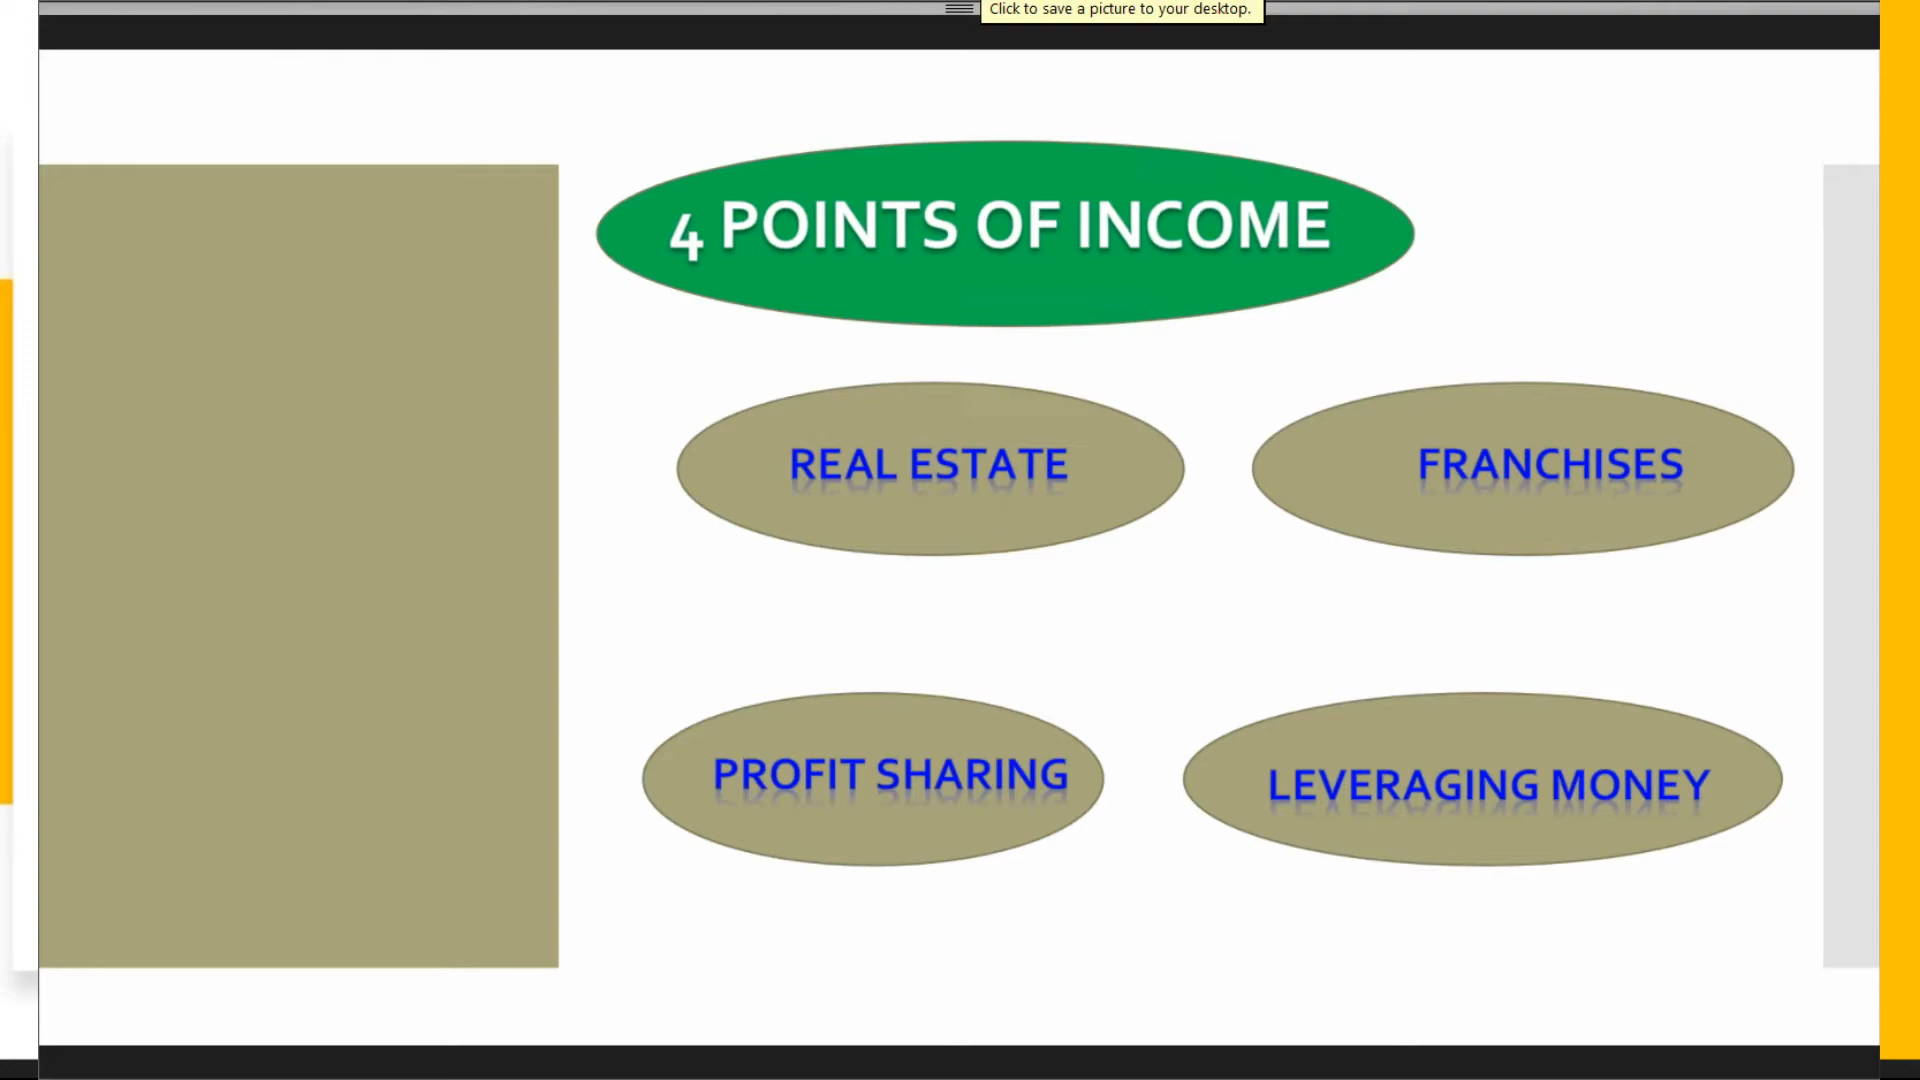 Click to save a picture to your desktop.
4 POINTS OF INCOME
REAL ESTATE
FRANCHISES
PROFIT SHARING
LEVERAGING MONEY